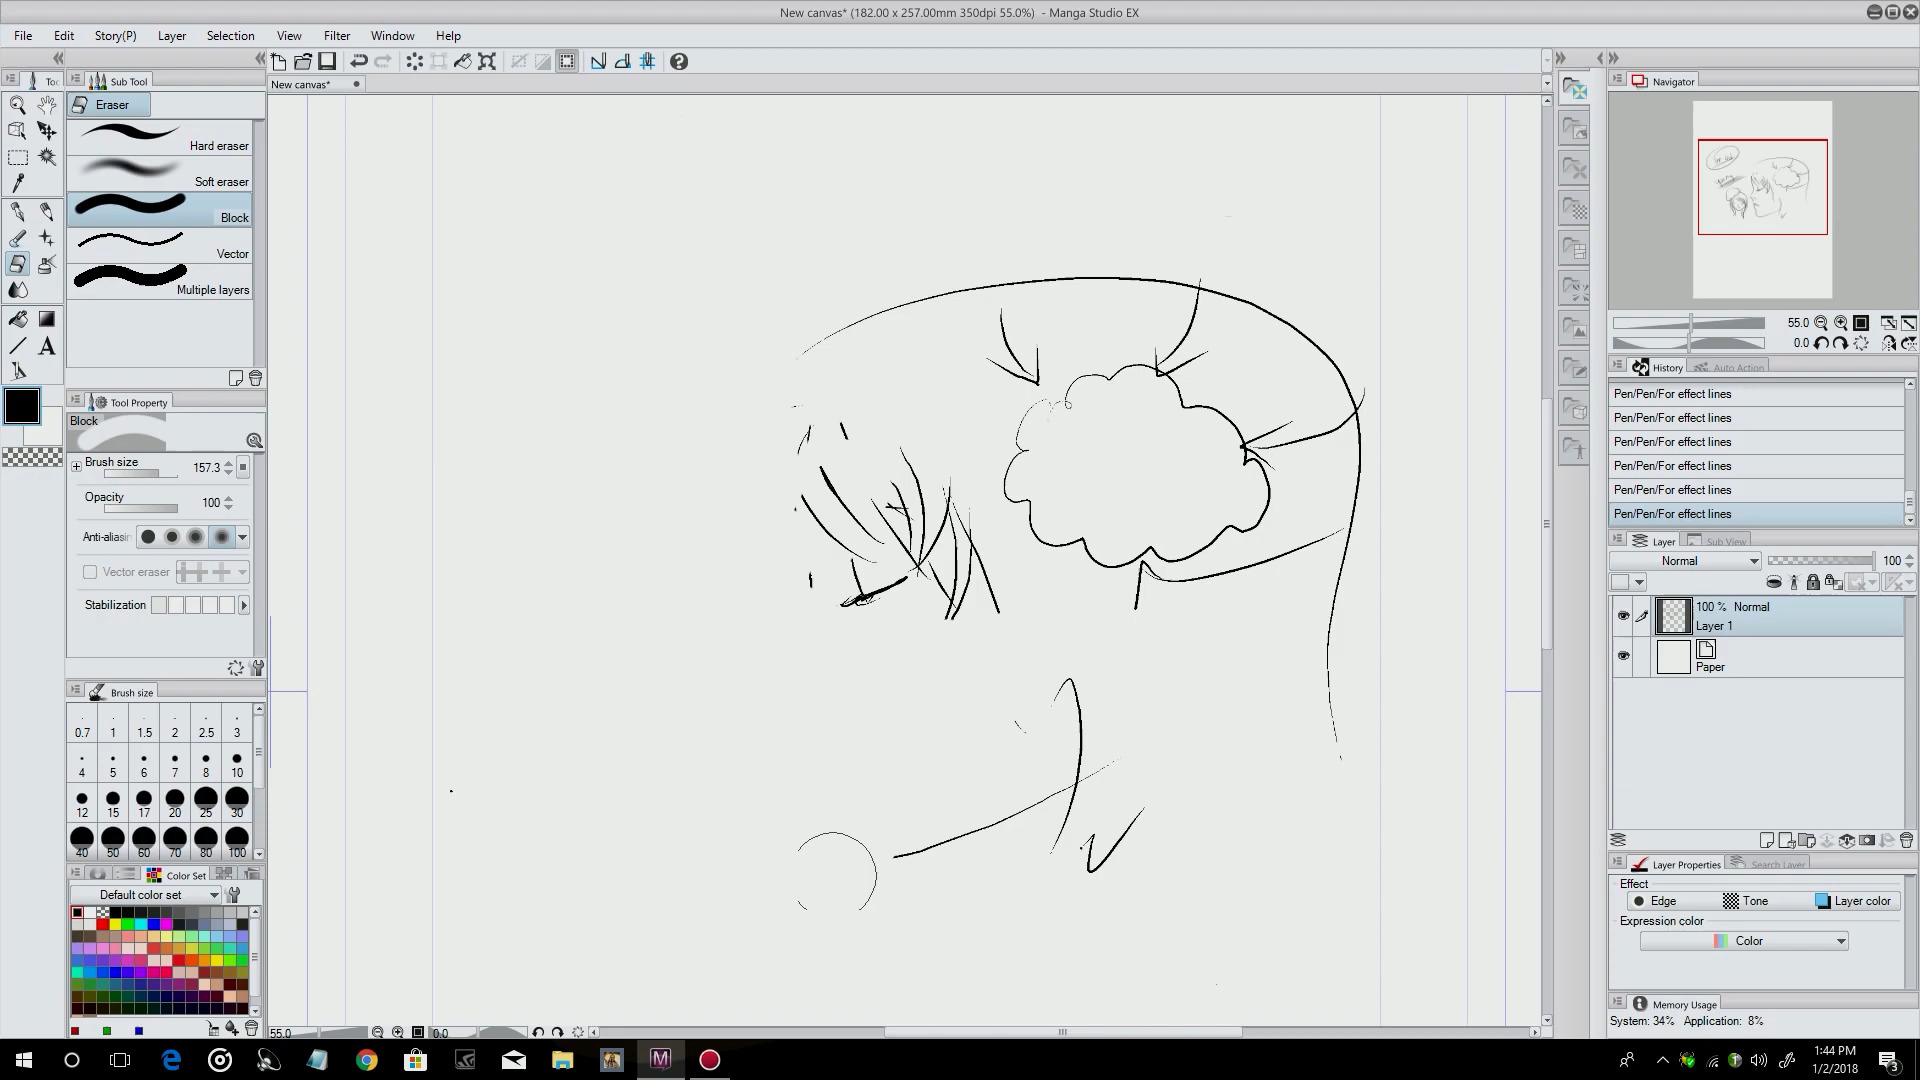 New canvas* (182.00 x 257.00mm 350dpi 55.0%) - Manga Studio EX
File Edit Story(P) Layer Selection View Filter Window Help
New canvas*
Sub Tool
Eraser
Hard eraser
Soft eraser
Block
Vector
Multiple layers
Tool Property
Block
Brush size 157.3
Opacity 100
Anti-aliasin
Vector eraser
Stabilization
Brush size
0.7 1 1.5 2 2.5 3
4 5 6 7 8 10
12 15 17 20 25 30
40 50 60 70 80 100
Color Set
Default color set
55.0 0.0
Navigator
55.0
0.0
History Auto Action
Pen/Pen/For effect lines
Pen/Pen/For effect lines
Pen/Pen/For effect lines
Pen/Pen/For effect lines
Pen/Pen/For effect lines
Pen/Pen/For effect lines
Layer Sub View
Normal 100
100 % Normal
Layer 1
Paper
Layer Properties Search Layer
Effect
Edge Tone Layer color
Expression color
Color
Memory Usage
System: 34% Application: 8%
1:44 PM
1/2/2018
3